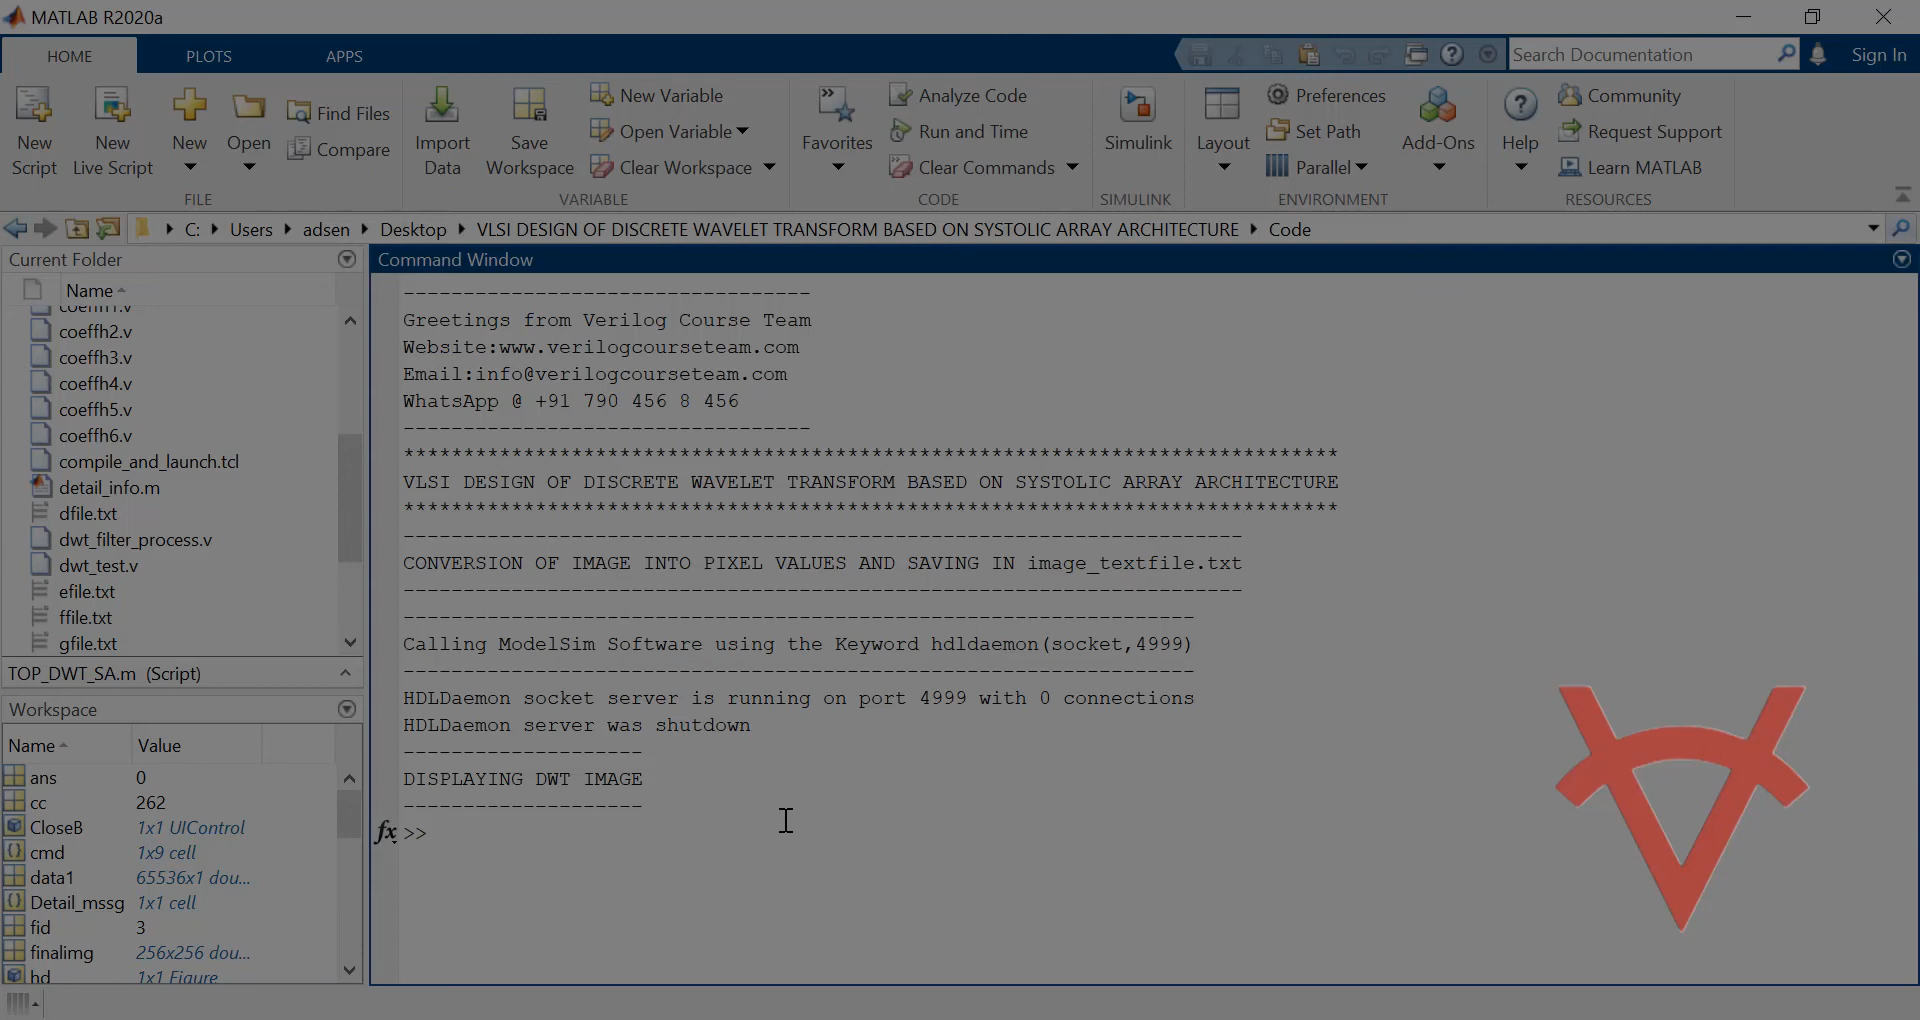 MATLAB R2020a
HOME
PLOTS
APPS
Search Documentation
Sign In
New Script
New Live Script
New
Open
Find Files
Compare
FILE
Import Data
Save Workspace
New Variable
Open Variable
Clear Workspace
VARIABLE
Favorites
Analyze Code
Run and Time
Clear Commands
CODE
Simulink
SIMULINK
Layout
Preferences
Set Path
Parallel
Add-Ons
ENVIRONMENT
Help
Community
Request Support
Learn MATLAB
RESOURCES
C: Users adsen Desktop VLSI DESIGN OF DISCRETE WAVELET TRANSFORM BASED ON SYSTOLIC ARRAY ARCHITECTURE Code
Current Folder
Name
coeffh1.v
coeffh2.v
coeffh3.v
coeffh4.v
coeffh5.v
coeffh6.v
compile_and_launch.tcl
detail_info.m
dfile.txt
dwt_filter_process.v
dwt_test.v
efile.txt
ffile.txt
gfile.txt
TOP_DWT_SA.m (Script)
Workspace
Name Value
ans 0
cc 262
CloseB 1x1 UIControl
cmd 1x9 cell
data1 65536x1 dou...
Detail_mssg 1x1 cell
fid 3
finalimg 256x256 dou...
hd 1x1 Figure
Command Window
----------------------------------
Greetings from Verilog Course Team
Website:www.verilogcourseteam.com
Email:info@verilogcourseteam.com
WhatsApp @ +91 790 456 8 456
----------------------------------
******************************************************************************
VLSI DESIGN OF DISCRETE WAVELET TRANSFORM BASED ON SYSTOLIC ARRAY ARCHITECTURE
******************************************************************************
----------------------------------------------------------------------
CONVERSION OF IMAGE INTO PIXEL VALUES AND SAVING IN image_textfile.txt
----------------------------------------------------------------------
------------------------------------------------------------------
Calling ModelSim Software using the Keyword hdldaemon(socket,4999)
------------------------------------------------------------------
HDLDaemon socket server is running on port 4999 with 0 connections
HDLDaemon server was shutdown
--------------------
DISPLAYING DWT IMAGE
--------------------
fx >>